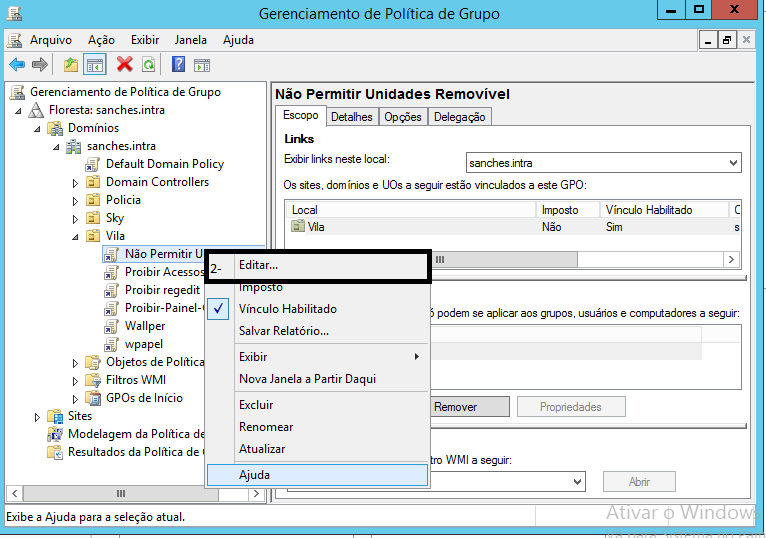 Gerenciamento de Política de Grupo
Arquivo Ação Exibir Janela Ajuda
Gerenciamento de Política de Grupo
Floresta: sanches.intra
Domínios
sanches.intra
Default Domain Policy
Domain Controllers
Policia
Sky
Vila
Não Permitir U
Proibir Acessos
Proibir regedit
Proibir-Painel-
Wallper
wpapel
Objetos de Política
Filtros WMI
GPOs de Início
Sites
Modelagem da Política de
Resultados da Política de
2- Editar...
Imposto
Vínculo Habilitado
Salvar Relatório...
Exibir
Nova Janela a Partir Daqui
Excluir
Renomear
Atualizar
Ajuda
Não Permitir Unidades Removível
Escopo Detalhes Opções Delegação
Links
Exibir links neste local: sanches.intra
Os sites, domínios e UOs a seguir estão vinculados a este GPO:
Local Imposto Vínculo Habilitado C
Vila Não Sim s
ó podem se aplicar aos grupos, usuários e computadores a seguir:
Remover Propriedades
tro WMI a seguir:
Abrir
Exibe a Ajuda para a seleção atual.
Ativar o Windows